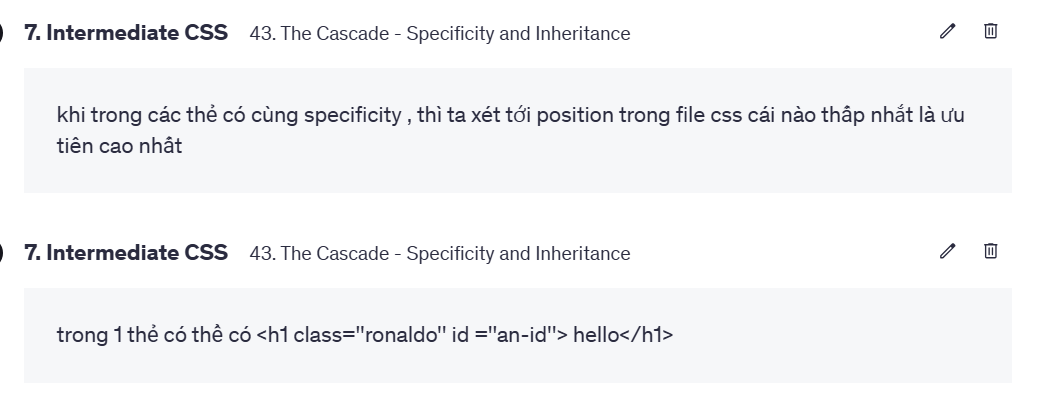 7. Intermediate CSS 43. The Cascade - Specificity and Inheritance
khi trong các thẻ có cùng specificity , thì ta xét tới position trong file css cái nào thấp nhất là ưu
tiên cao nhất
7. Intermediate CSS 43. The Cascade - Specificity and Inheritance
trong 1 thẻ có thể có <h1 class="ronaldo" id ="an-id"> hello</h1>